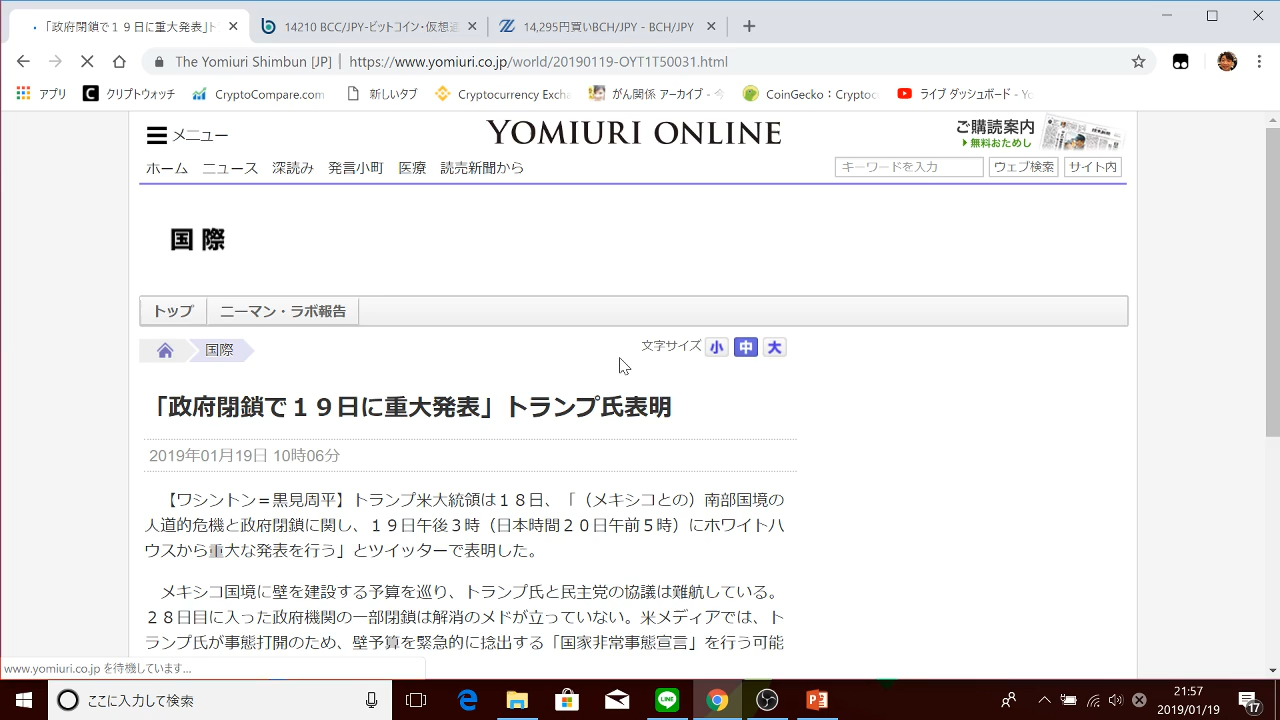 「政府閉鎖で１９日に重大発表」ト
14210 BCC/JPY-ビットコイン・仮想通
14,295円買いBCH/JPY - BCH/JPY
The Yomiuri Shimbun [JP] | https://www.yomiuri.co.jp/world/20190119-OYT1T50031.html
アプリ
クリプトウォッチ
CryptoCompare.com
新しいタブ
Cryptocurrency Excha
がん関係 アーカイブ - 今
CoinGecko：Cryptoc
ライブ ダッシュボード - Yo
メニュー
YOMIURI ONLINE
ご購読案内
無料おためし
ホーム ニュース 深読み 発言小町 医療 読売新聞から
キーワードを入力
ウェブ検索
サイト内
国際
トップ
ニーマン・ラボ報告
国際
文字サイズ 小 中 大
「政府閉鎖で１９日に重大発表」トランプ氏表明
2019年01月19日 10時06分
【ワシントン＝黒見周平】トランプ米大統領は１８日、「（メキシコとの）南部国境の
人道的危機と政府閉鎖に関し、１９日午後３時（日本時間２０日午前５時）にホワイトハ
ウスから重大な発表を行う」とツイッターで表明した。
メキシコ国境に壁を建設する予算を巡り、トランプ氏と民主党の協議は難航している。
２８日目に入った政府機関の一部閉鎖は解消のメドが立っていない。米メディアでは、ト
ランプ氏が事態打開のため、壁予算を緊急的に捻出する「国家非常事態宣言」を行う可能
www.yomiuri.co.jp を待機しています...
ここに入力して検索
LINE
21:57
2019/01/19
17